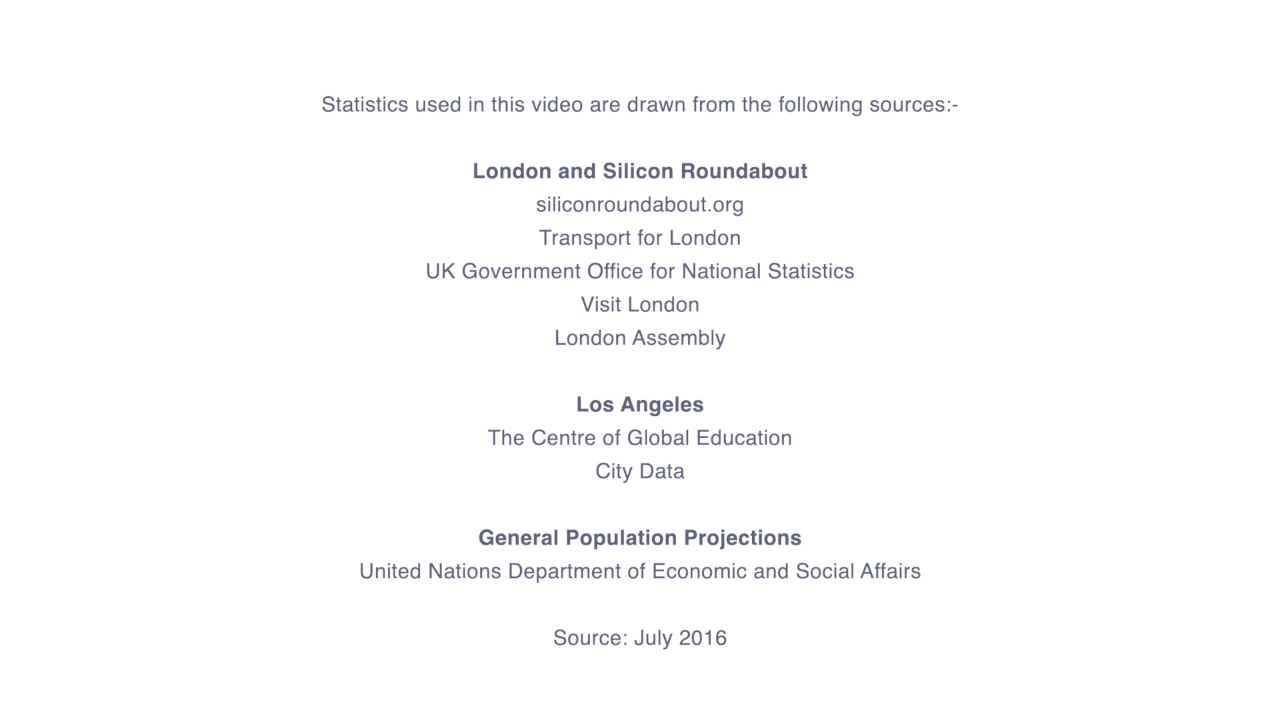 Statistics used in this video are drawn from the following sources:-
London and Silicon Roundabout
siliconroundabout.org
Transport for London
UK Government Office for National Statistics
Visit London
London Assembly
Los Angeles
The Centre of Global Education
City Data
General Population Projections
United Nations Department of Economic and Social Affairs
Source: July 2016